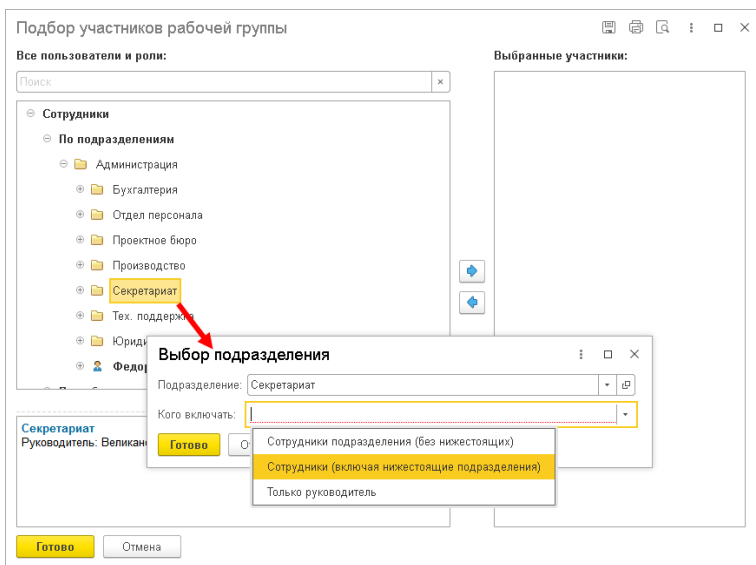 Подбор участников рабочей группы
Все пользователи и роли:
Выбранные участники:
Поиск
Сотрудники
По подразделениям
Администрация
Бухгалтерия
Отдел персонала
Проектное бюро
Производство
Секретариат
Тех. поддержка
Юриди
Федор
Выбор подразделения
Подразделение: Секретариат
Кого включать:
Готово
Сотрудники подразделения (без нижестоящих)
Сотрудники (включая нижестоящие подразделения)
Только руководитель
Секретариат
Руководитель: Великан
Готово
Отмена